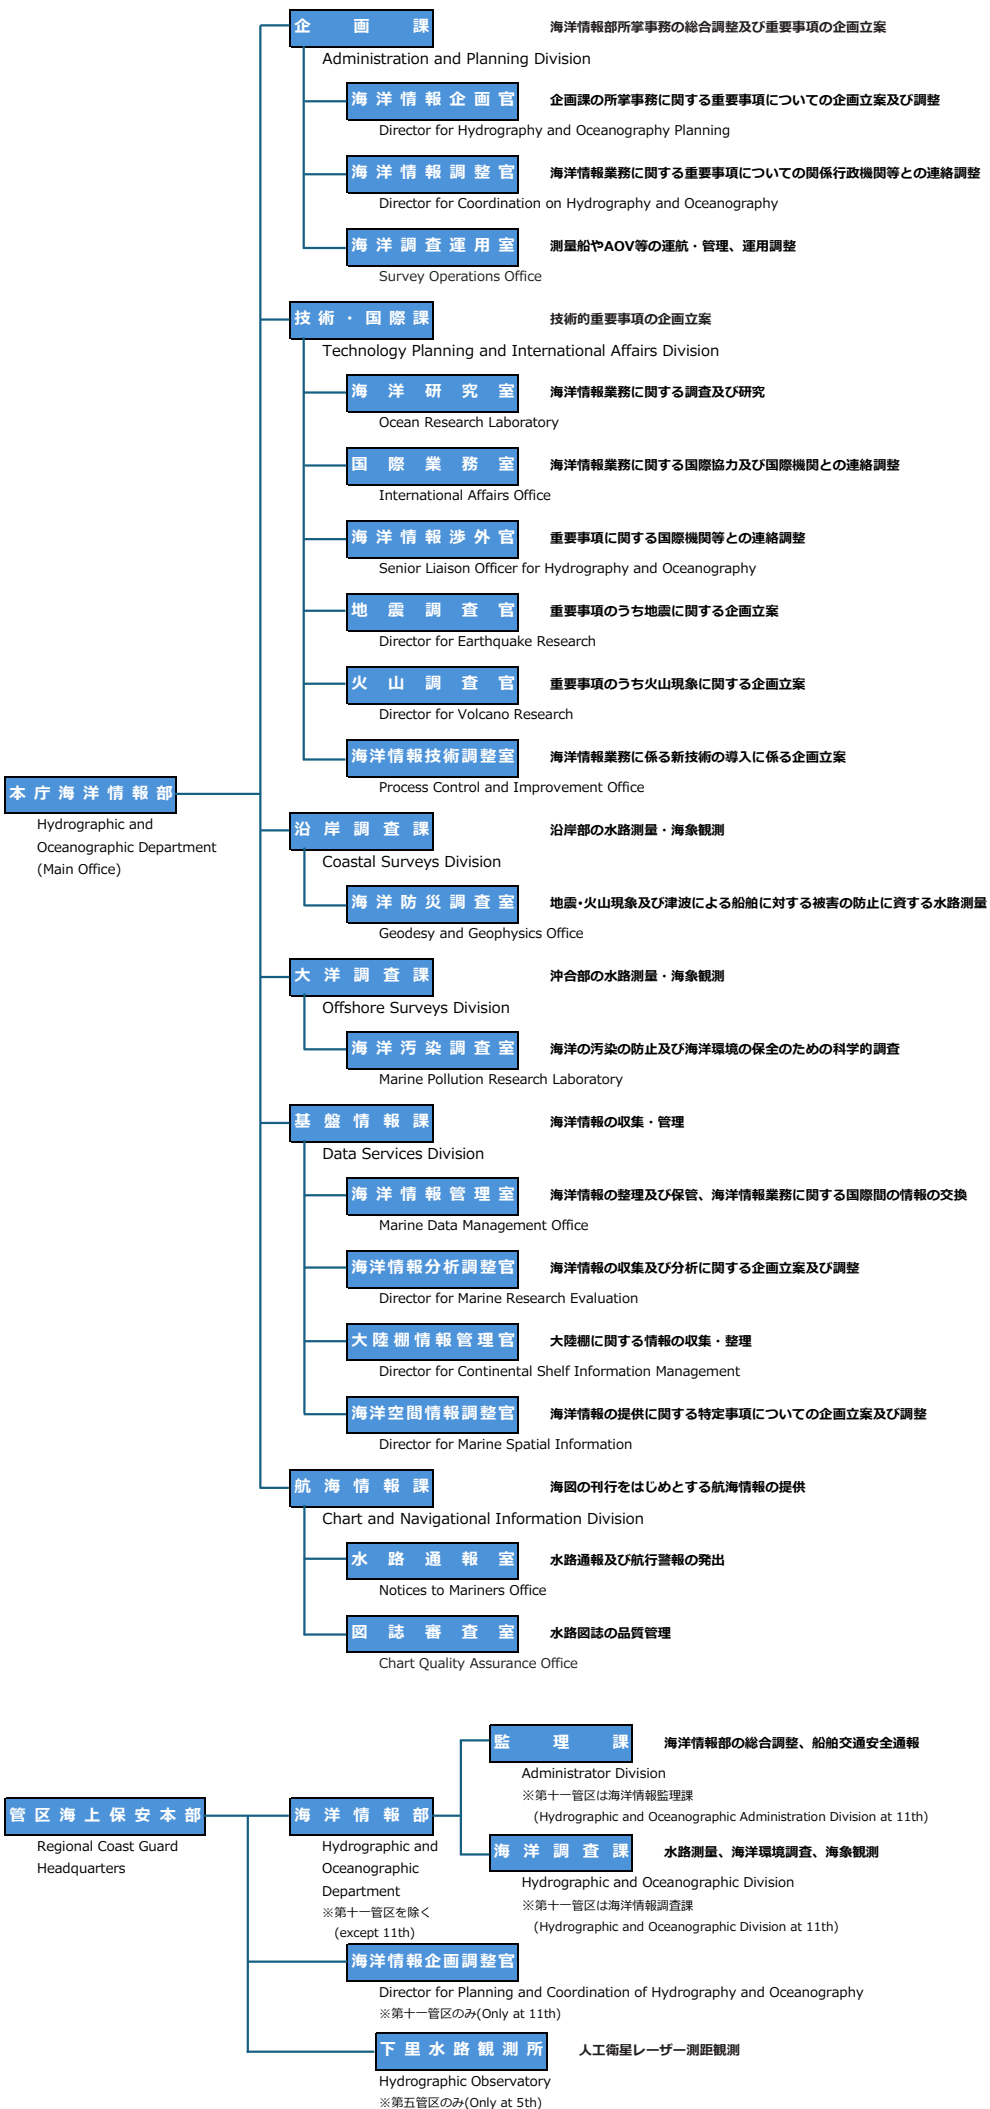 企画課 海洋情報部所掌事務の総合調整及び重要事項の企画立案
Administration and Planning Division
海洋情報企画官 企画課の所掌事務に関する重要事項についての企画立案及び調整
Director for Hydrography and Oceanography Planning
海洋情報調整官 海洋情報業務に関する重要事項についての関係行政機関等との連絡調整
Director for Coordination on Hydrography and Oceanography
海洋調査運用室 測量船やAOV等の運航・管理、運用調整
Survey Operations Office
技術・国際課 技術的重要事項の企画立案
Technology Planning and International Affairs Division
海洋研究室 海洋情報業務に関する調査及び研究
Ocean Research Laboratory
国際業務室 海洋情報業務に関する国際協力及び国際機関との連絡調整
International Affairs Office
海洋情報渉外官 重要事項に関する国際機関等との連絡調整
Senior Liaison Officer for Hydrography and Oceanography
地震調査官 重要事項のうち地震に関する企画立案
Director for Earthquake Research
火山調査官 重要事項のうち火山現象に関する企画立案
Director for Volcano Research
海洋情報技術調整室 海洋情報業務に係る新技術の導入に係る企画立案
Process Control and Improvement Office
本庁海洋情報部
Hydrographic and
Oceanographic Department
(Main Office)
沿岸調査課 沿岸部の水路測量・海象観測
Coastal Surveys Division
海洋防災調査室 地震・火山現象及び津波による船舶に対する被害の防止に資する水路測量
Geodesy and Geophysics Office
大洋調査課 沖合部の水路測量・海象観測
Offshore Surveys Division
海洋汚染調査室 海洋の汚染の防止及び海洋環境の保全のための科学的調査
Marine Pollution Research Laboratory
基盤情報課 海洋情報の収集・管理
Data Services Division
海洋情報管理室 海洋情報の整理及び保管、海洋情報業務に関する国際間の情報の交換
Marine Data Management Office
海洋情報分析調整官 海洋情報の収集及び分析に関する企画立案及び調整
Director for Marine Research Evaluation
大陸棚情報管理官 大陸棚に関する情報の収集・整理
Director for Continental Shelf Information Management
海洋空間情報調整官 海洋情報の提供に関する特定事項についての企画立案及び調整
Director for Marine Spatial Information
航海情報課 海図の刊行をはじめとする航海情報の提供
Chart and Navigational Information Division
水路通報室 水路通報及び航行警報の発出
Notices to Mariners Office
図誌審査室 水路図誌の品質管理
Chart Quality Assurance Office
管区海上保安本部
Regional Coast Guard
Headquarters
海洋情報部
Hydrographic and
Oceanographic
Department
※第十一管区を除く
(except 11th)
監理課 海洋情報部の総合調整、船舶交通安全通報
Administrator Division
※第十一管区は海洋情報監理課
(Hydrographic and Oceanographic Administration Division at 11th)
海洋調査課 水路測量、海洋環境調査、海象観測
Hydrographic and Oceanographic Division
※第十一管区は海洋情報調査課
(Hydrographic and Oceanographic Division at 11th)
海洋情報企画調整官
Director for Planning and Coordination of Hydrography and Oceanography
※第十一管区のみ(Only at 11th)
下里水路観測所 人工衛星レーザー測距観測
Hydrographic Observatory
※第五管区のみ(Only at 5th)